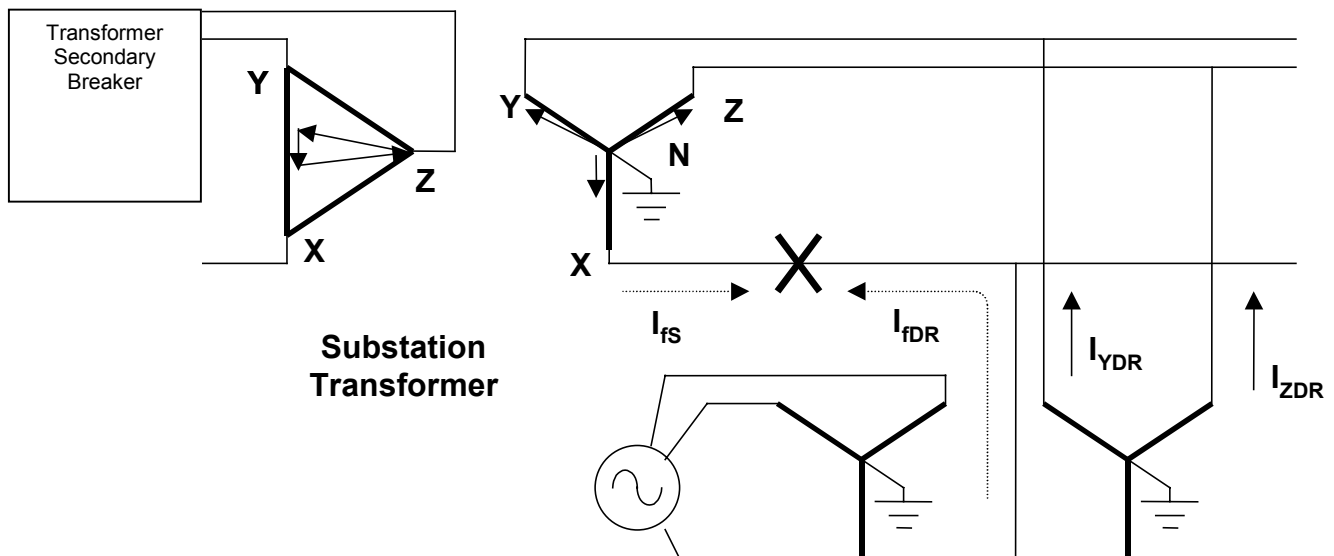 Transformer
Secondary
Breaker
Y
Z
X
Y
Z
N
X
I_fS
I_fDR
I_YDR
I_ZDR
Substation
Transformer